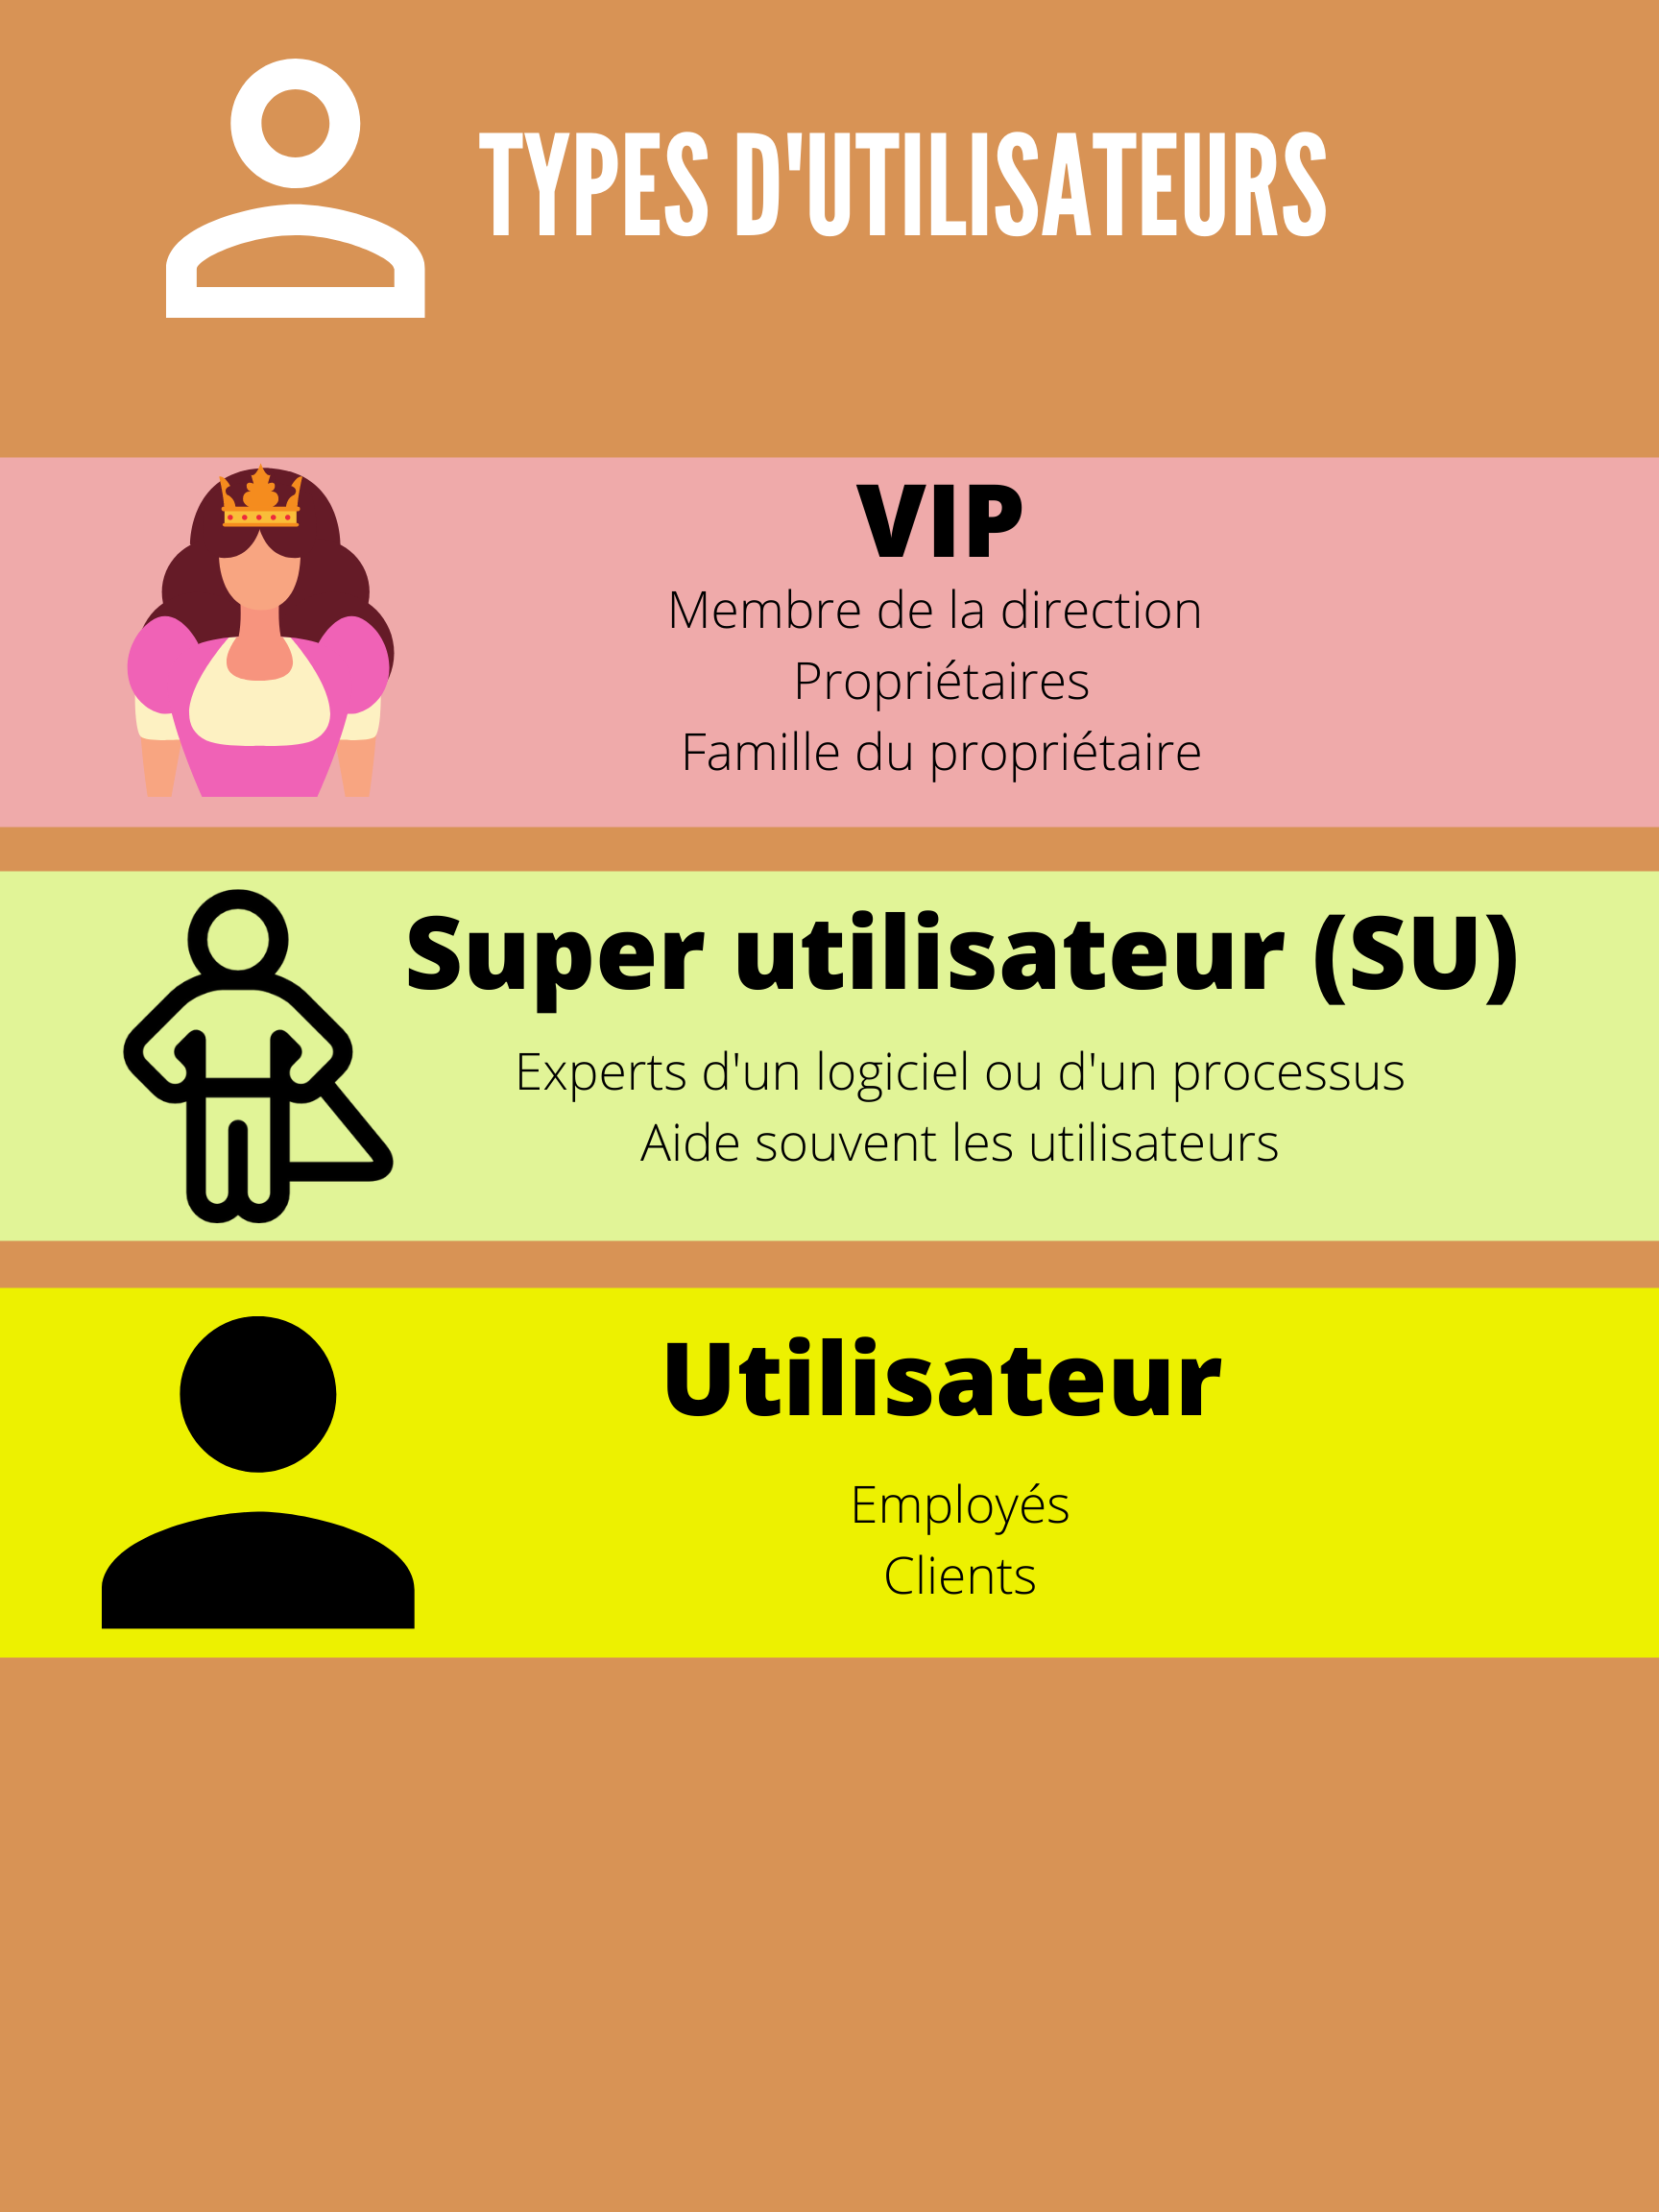 TYPES D'UTILISATEURS
VIP
Membre de la direction
Propriétaires
Famille du propriétaire
Super utilisateur (SU)
Experts d'un logiciel ou d'un processus
Aide souvent les utilisateurs
Utilisateur
Employés
Clients